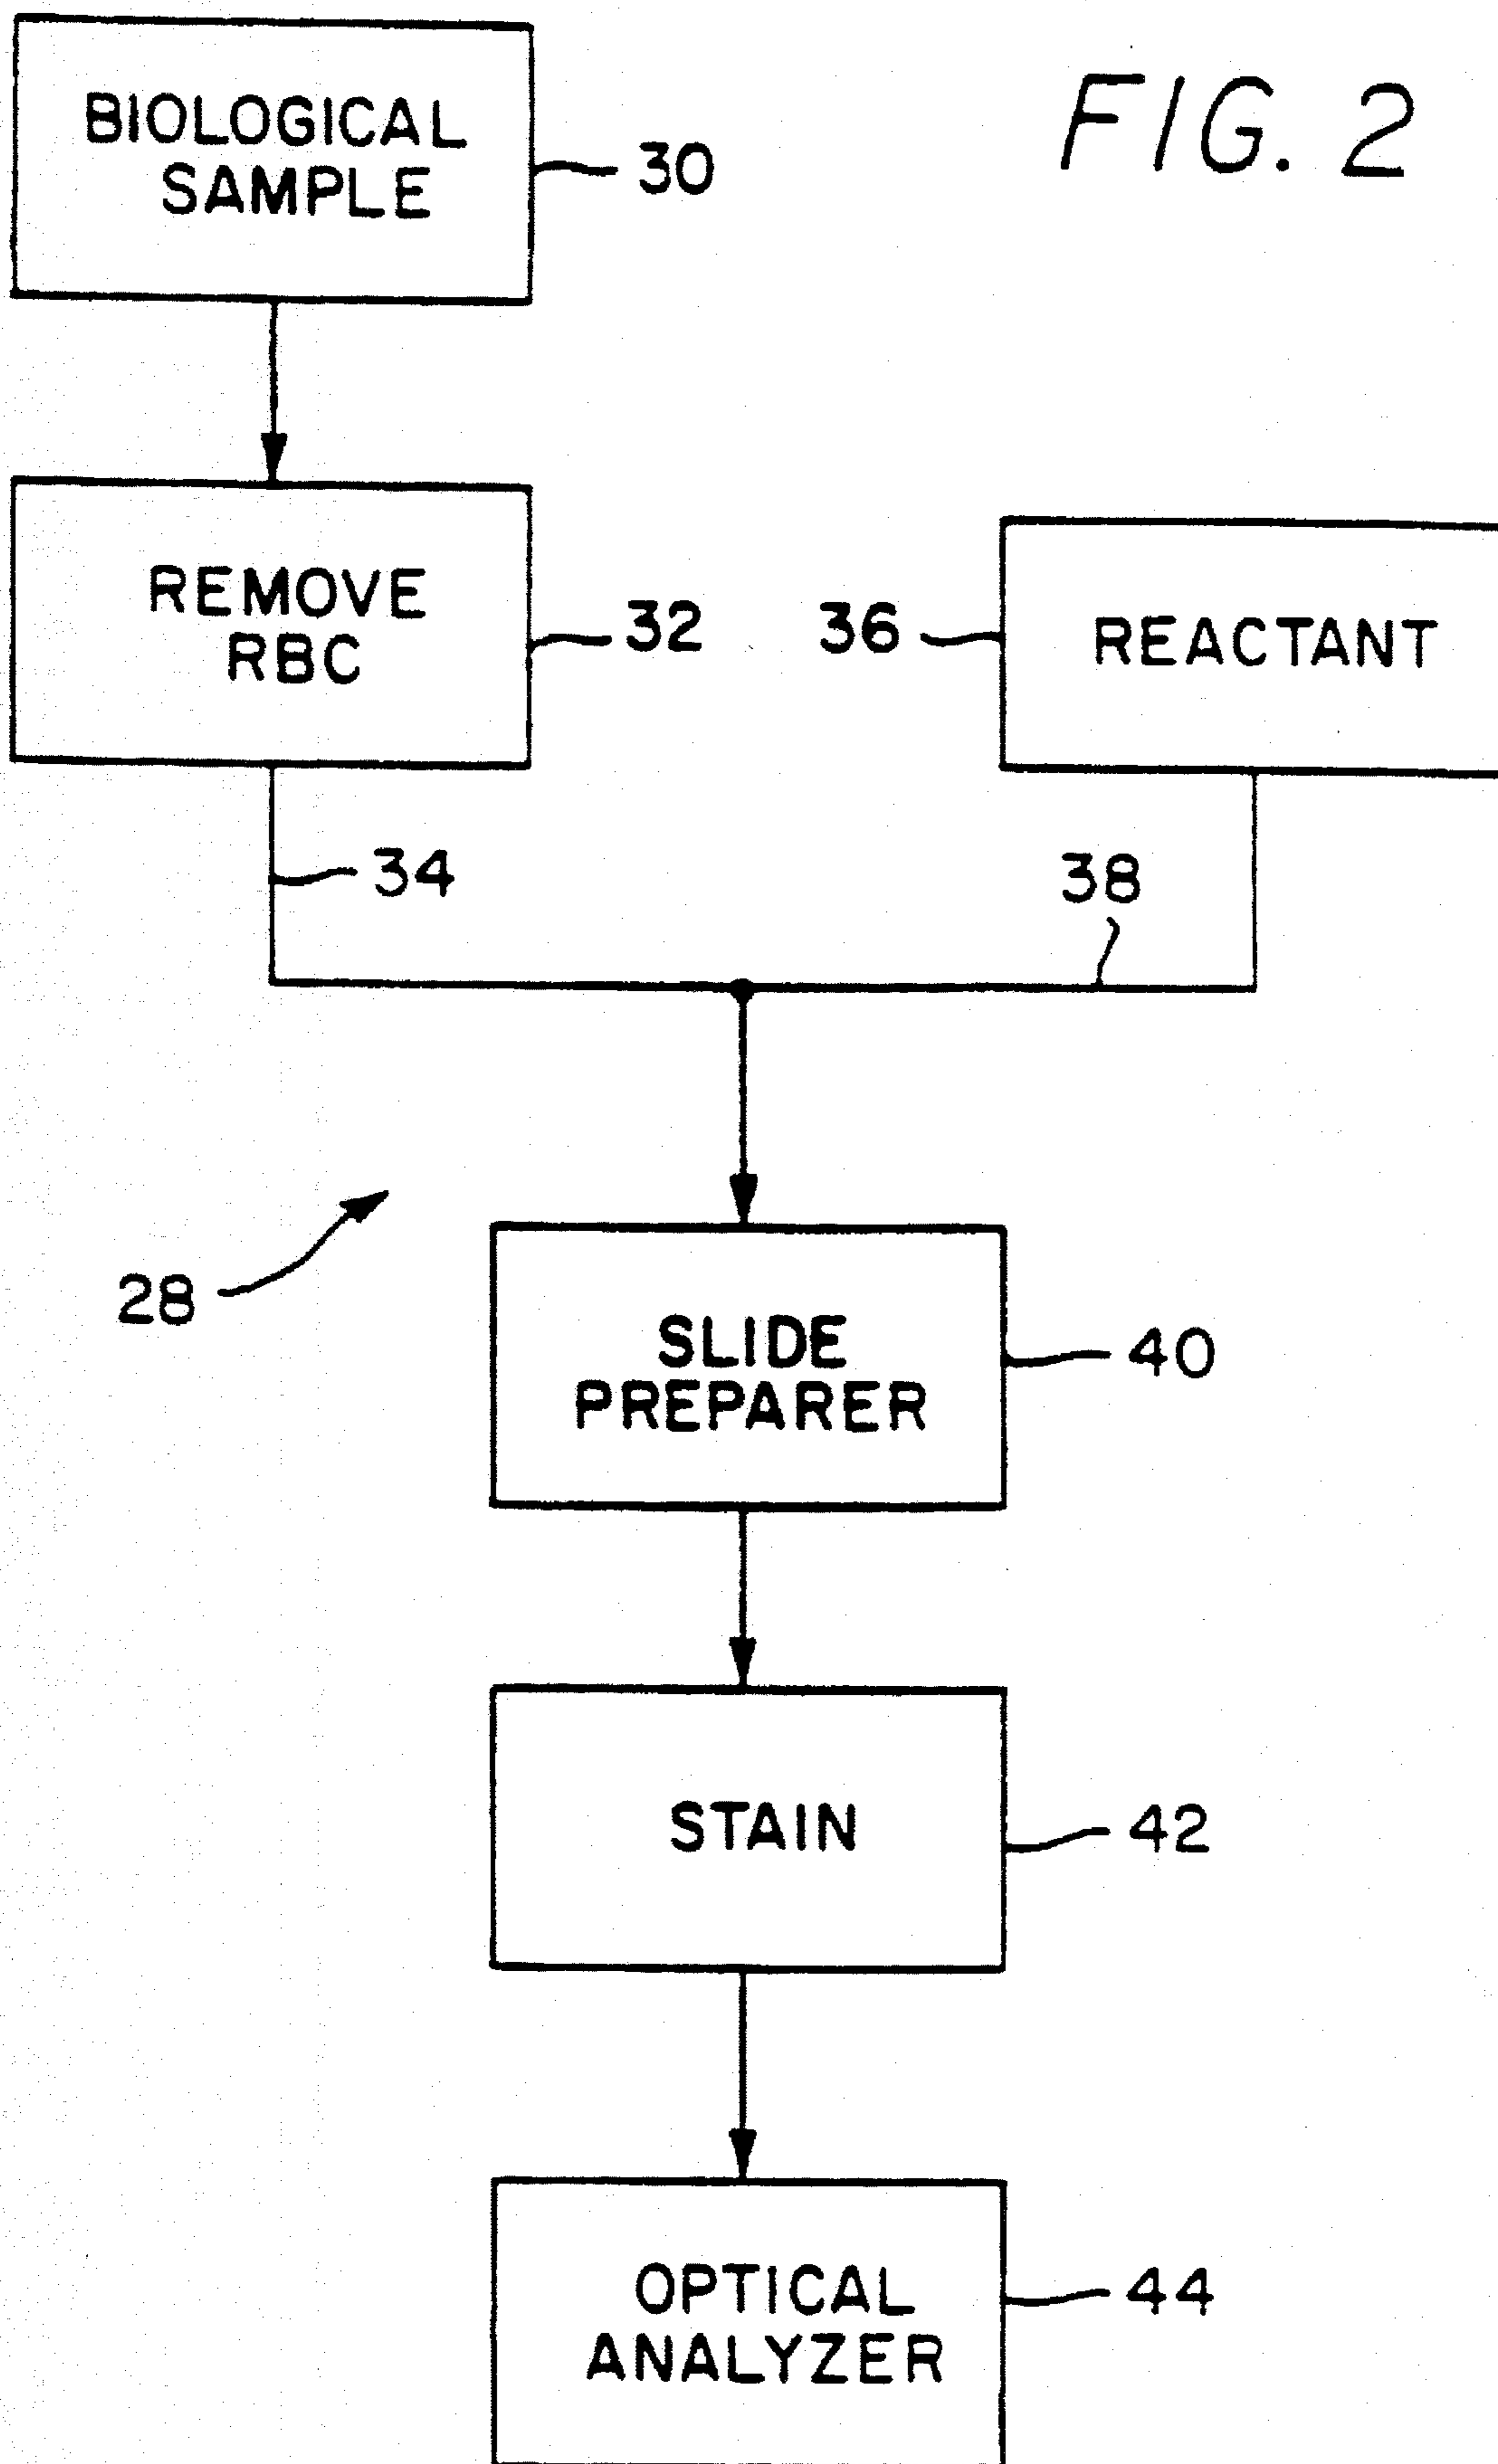 FIG. 2
BIOLOGICAL
SAMPLE
30
REMOVE
RBC
32
36
REACTANT
34
38
28
SLIDE
PREPARER
40
STAIN
42
OPTICAL
ANALYZER
44